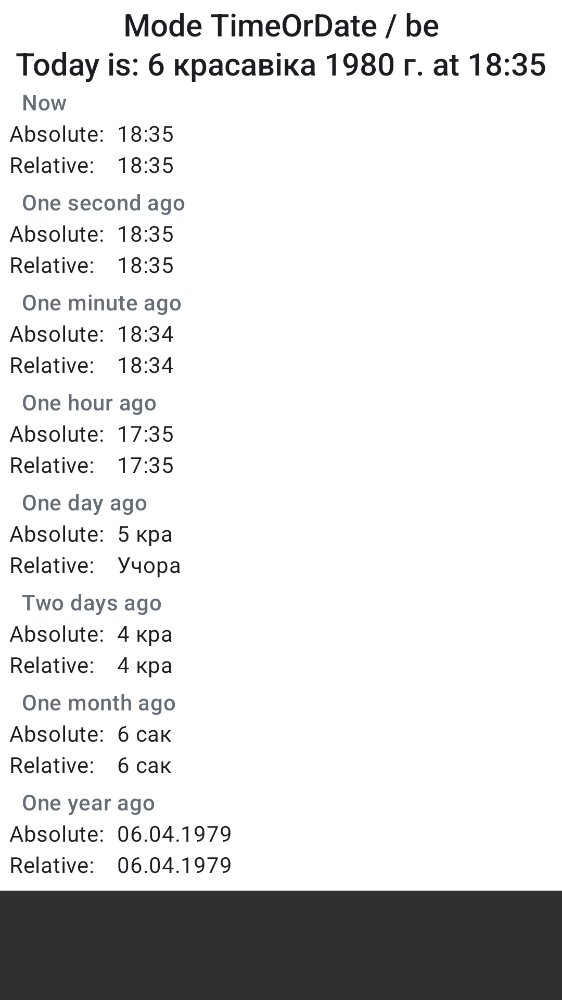 Mode TimeOrDate / be
Today is: 6 красавіка 1980 г. at 18:35
Now
Absolute: 18:35
Relative: 18:35
One second ago
Absolute: 18:35
Relative: 18:35
One minute ago
Absolute: 18:34
Relative: 18:34
One hour ago
Absolute: 17:35
Relative: 17:35
One day ago
Absolute: 5 кра
Relative: Учора
Two days ago
Absolute: 4 кра
Relative: 4 кра
One month ago
Absolute: 6 сак
Relative: 6 сак
One year ago
Absolute: 06.04.1979
Relative: 06.04.1979